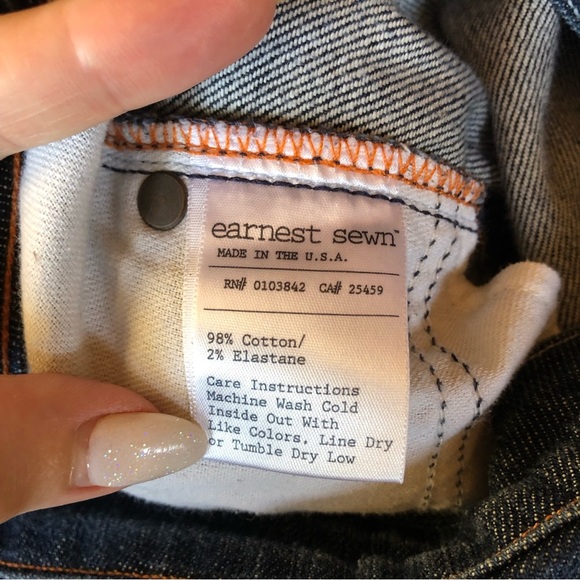 earnest sewn™
MADE IN THE U.S.A.
RN# 0103842 CA# 25459
98% Cotton/
2% Elastane
Care Instructions
Machine Wash Cold
Inside Out With
Like Colors, Line Dry
or Tumble Dry Low